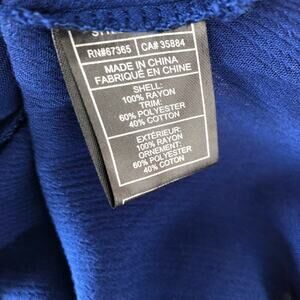 RN#67365 CA# 35884
MADE IN CHINA
FABRIQUÉ EN CHINE
SHELL:
100% RAYON
TRIM:
60% POLYESTER
40% COTTON
EXTÉRIEUR:
100% RAYON
ORNEMENT:
60% POLYESTER
40% COTON